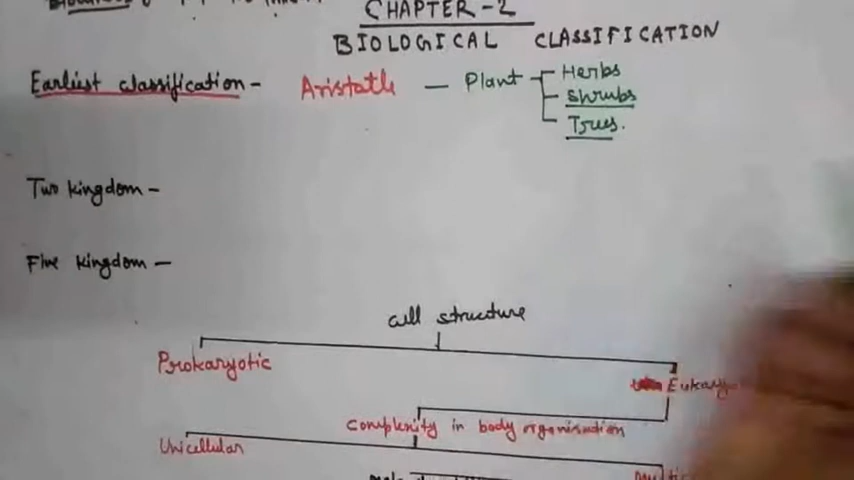 CHAPTER-2
BIOLOGICAL CLASSIFICATION
Earliest classification - Aristotle — Plant Herbs
Shrubs
Trees.
Two kingdom -
Five kingdom —
cell structure
Prokaryotic
Complexity in body organisation
Unicellular